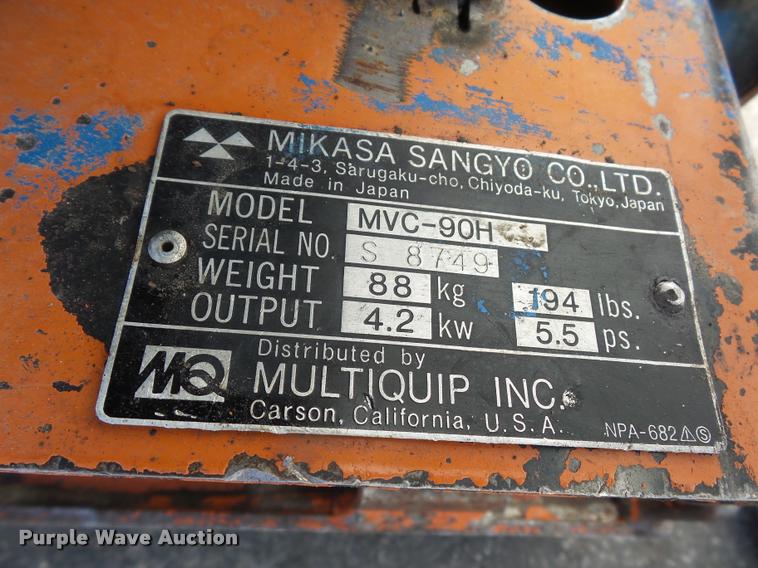 MIKASA SANGYO CO.,LTD.
1-4-3, Sarugaku-cho, Chiyoda-ku, Tokyo, Japan
Made in Japan
MODEL MVC-90H
SERIAL NO. S 8749
WEIGHT 88 kg 194 lbs.
OUTPUT 4.2 kw 5.5 ps.
MQ
Distributed by
MULTIQUIP INC.
Carson, California, U.S.A.
NPA-682 ⚠Ⓢ
Purple Wave Auction